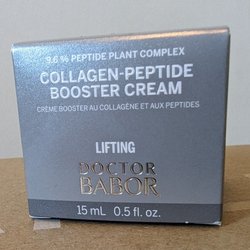 9.6 % PEPTIDE PLANT COMPLEX
COLLAGEN-PEPTIDE
BOOSTER CREAM
CRÈME BOOSTER AU COLLAGÈNE ET AUX PEPTIDES
LIFTING
DOCTOR
BABOR
15 mL 0.5 fl. oz.